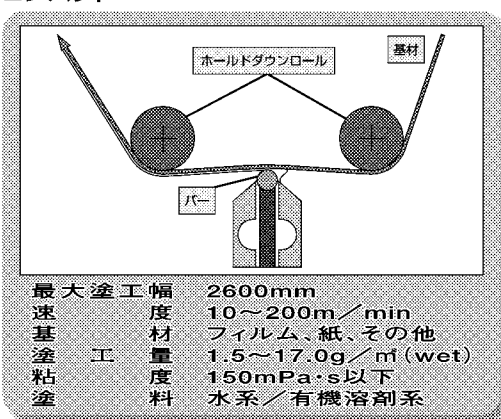 基材
ホールドダウンロール
バー
最大塗工幅 2600mm
速度 10～200m／min
基材 フィルム、紙、その他
塗工量 1.5～17.0g／㎡(wet)
粘度 150mPa･s以下
塗料 水系／有機溶剤系